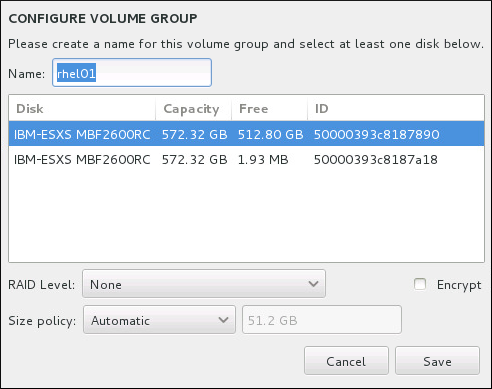 CONFIGURE VOLUME GROUP
Please create a name for this volume group and select at least one disk below.
Name: rhel01
Disk Capacity Free ID
IBM-ESXS MBF2600RC 572.32 GB 512.80 GB 50000393c8187890
IBM-ESXS MBF2600RC 572.32 GB 1.93 MB 50000393c8187a18
RAID Level: None Encrypt
Size policy: Automatic 51.2 GB
Cancel Save